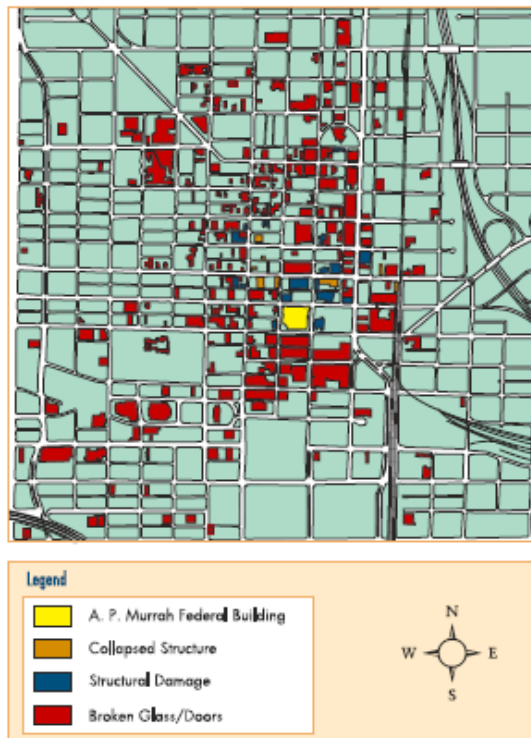 Legend
A. P. Murrah Federal Building
Collapsed Structure
Structural Damage
Broken Glass/Doors
N
W E
S